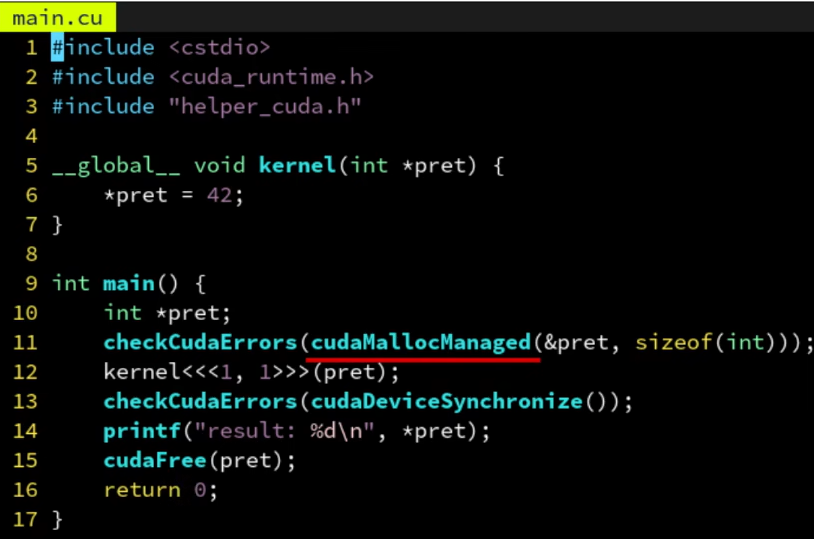 main.cu
1 #include <cstdio>
2 #include <cuda_runtime.h>
3 #include "helper_cuda.h"
4
5 __global__ void kernel(int *pret) {
6     *pret = 42;
7 }
8
9 int main() {
10     int *pret;
11     checkCudaErrors(cudaMallocManaged(&pret, sizeof(int)));
12     kernel<<<1, 1>>>(pret);
13     checkCudaErrors(cudaDeviceSynchronize());
14     printf("result: %d\n", *pret);
15     cudaFree(pret);
16     return 0;
17 }